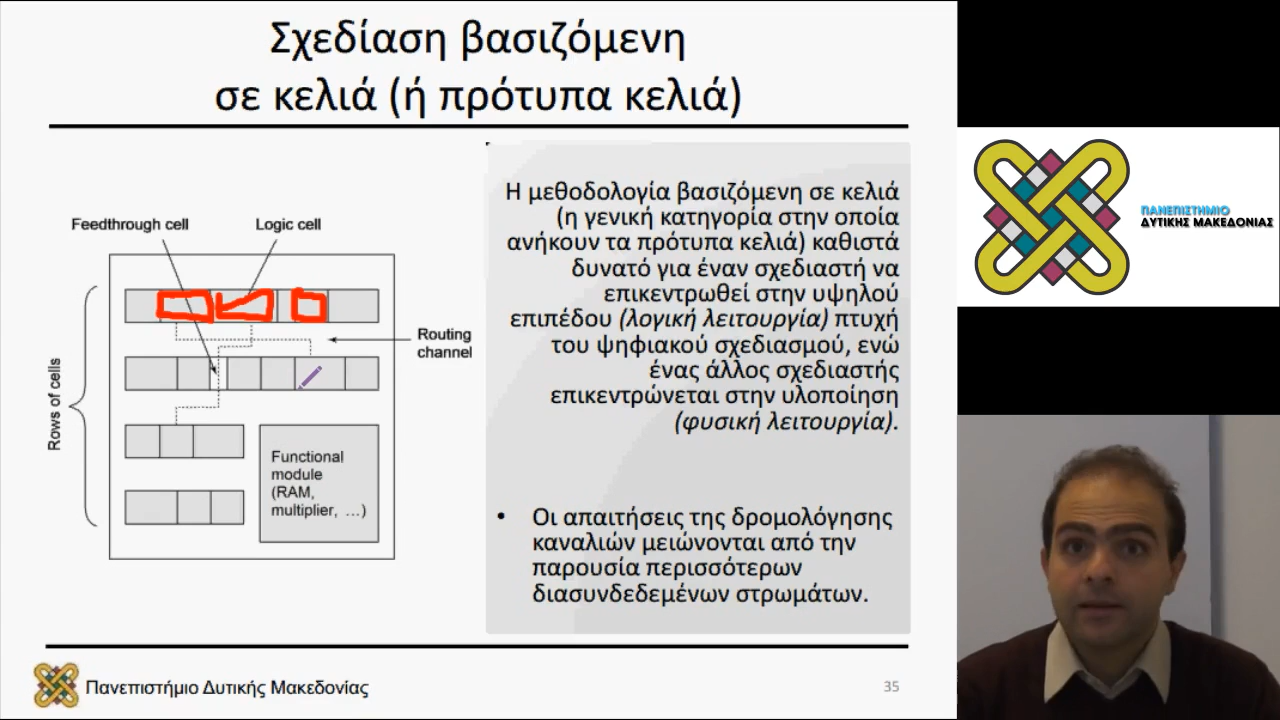 Σχεδίαση βασιζόμενη
σε κελιά (ή πρότυπα κελιά)
Feedthrough cell
Logic cell
Routing
channel
Rows of cells
Functional
module
(RAM,
multiplier, …)
Η μεθοδολογία βασιζόμενη σε κελιά
(η γενική κατηγορία στην οποία
ανήκουν τα πρότυπα κελιά) καθιστά
δυνατό για έναν σχεδιαστή να
επικεντρωθεί στην υψηλού
επιπέδου (λογική λειτουργία) πτυχή
του ψηφιακού σχεδιασμού, ενώ
ένας άλλος σχεδιαστής
επικεντρώνεται στην υλοποίηση
(φυσική λειτουργία).
• Οι απαιτήσεις της δρομολόγησης
καναλιών μειώνονται από την
παρουσία περισσότερων
διασυνδεδεμένων στρωμάτων.
Πανεπιστήμιο Δυτικής Μακεδονίας
35
ΠΑΝΕΠΙΣΤΗΜΙΟ
ΔΥΤΙΚΗΣ ΜΑΚΕΔΟΝΙΑΣ